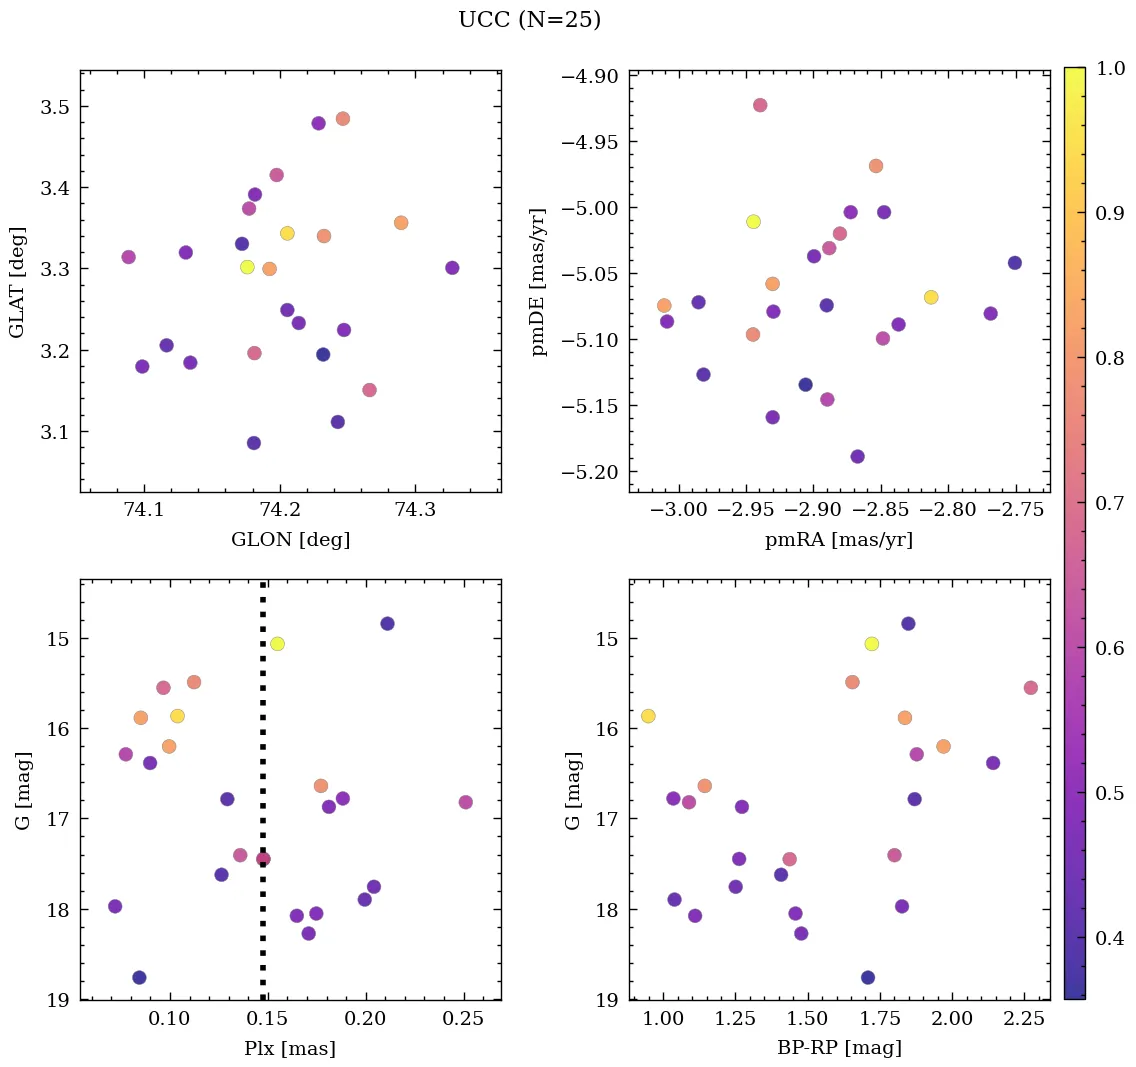 UCC (N=25)
3.5
3.4
3.3
3.2
3.1
GLAT [deg]
74.1 74.2 74.3
GLON [deg]
−4.90
−4.95
−5.00
−5.05
−5.10
−5.15
−5.20
pmDE [mas/yr]
−3.00 −2.95 −2.90 −2.85 −2.80 −2.75
pmRA [mas/yr]
15
16
17
18
19
G [mag]
0.10 0.15 0.20 0.25
Plx [mas]
15
16
17
18
19
G [mag]
1.00 1.25 1.50 1.75 2.00 2.25
BP-RP [mag]
1.0
0.9
0.8
0.7
0.6
0.5
0.4